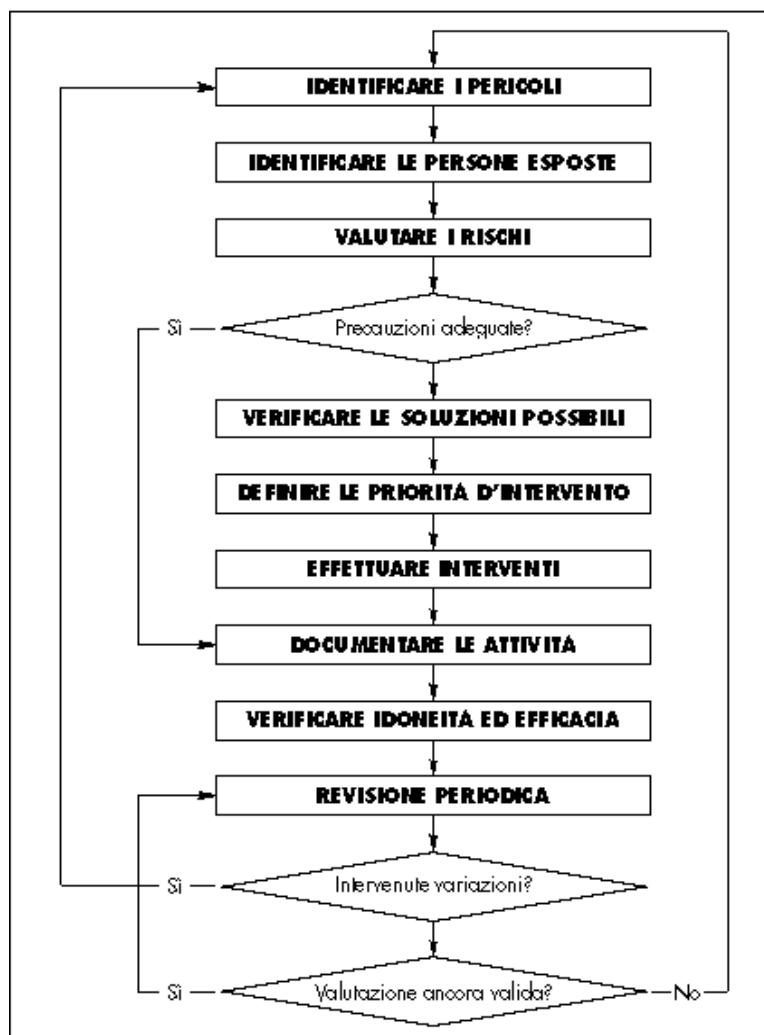 IDENTIFICARE I PERICOLI
IDENTIFICARE LE PERSONE ESPOSTE
VALUTARE I RISCHI
Sì
Precauzioni adeguate?
VERIFICARE LE SOLUZIONI POSSIBILI
DEFINIRE LE PRIORITÀ D'INTERVENTO
EFFETTUARE INTERVENTI
DOCUMENTARE LE ATTIVITÀ
VERIFICARE IDONEITÀ ED EFFICACIA
REVISIONE PERIODICA
Sì
Intervenute variazioni?
Sì
Valutazione ancora valida?
No